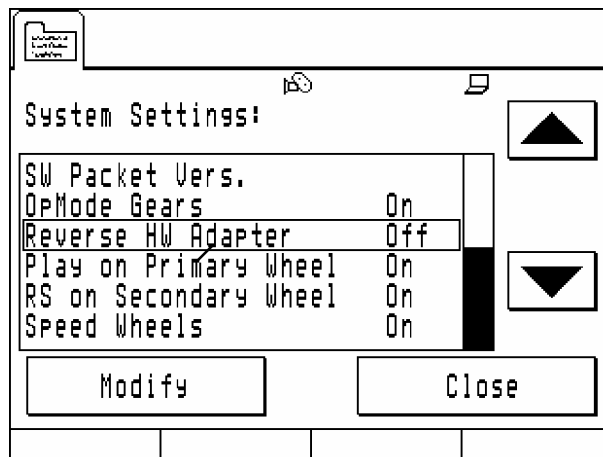 System Settings:
SW Packet Vers.
OpMode Gears On
Reverse HW Adapter Off
Play on Primary Wheel On
RS on Secondary Wheel On
Speed Wheels On
Modify Close